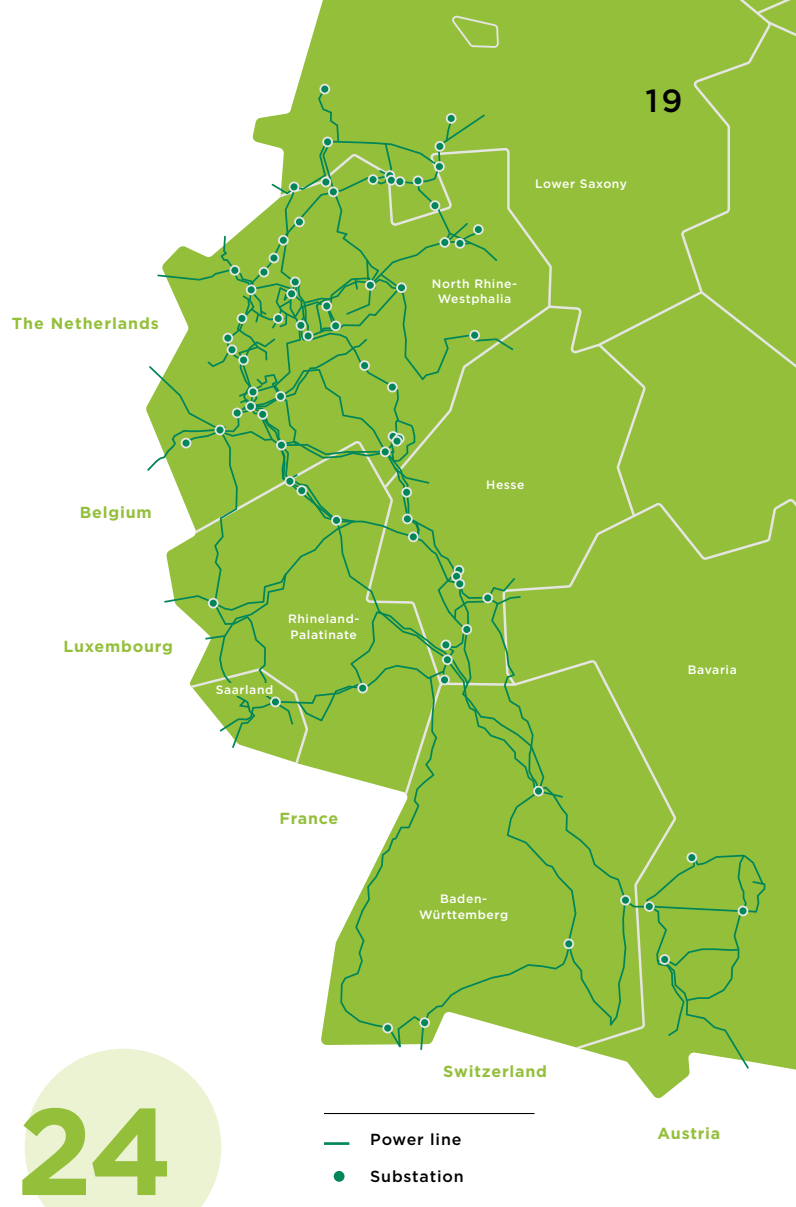 19
Lower Saxony
North Rhine-
Westphalia
The Netherlands
Hesse
Belgium
Rhineland-
Palatinate
Luxembourg
Bavaria
Saarland
France
Baden-
Württemberg
Switzerland
Austria
24
Power line
Substation